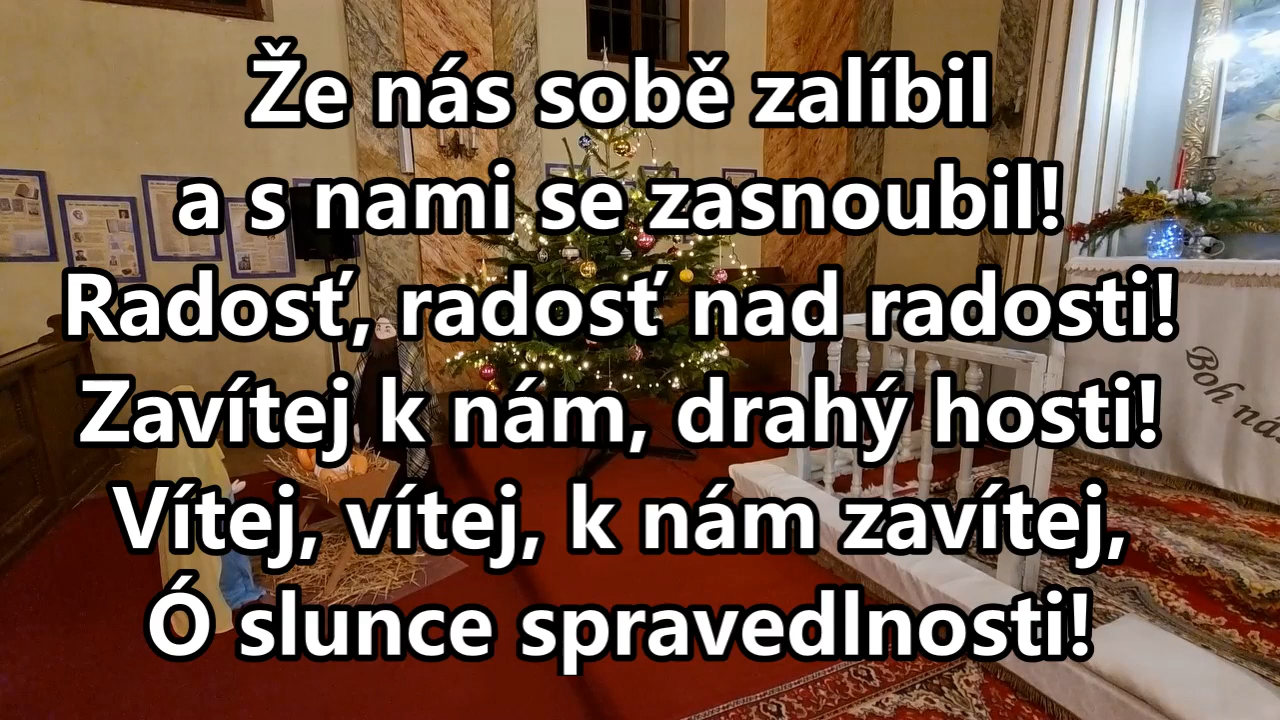 Že nás sobě zalíbil
a s nami se zasnoubil!
Radosť, radosť nad radosti!
Zavítej k nám, drahý hosti!
Vítej, vítej, k nám zavítej,
Ó slunce spravedlnosti!
Boh